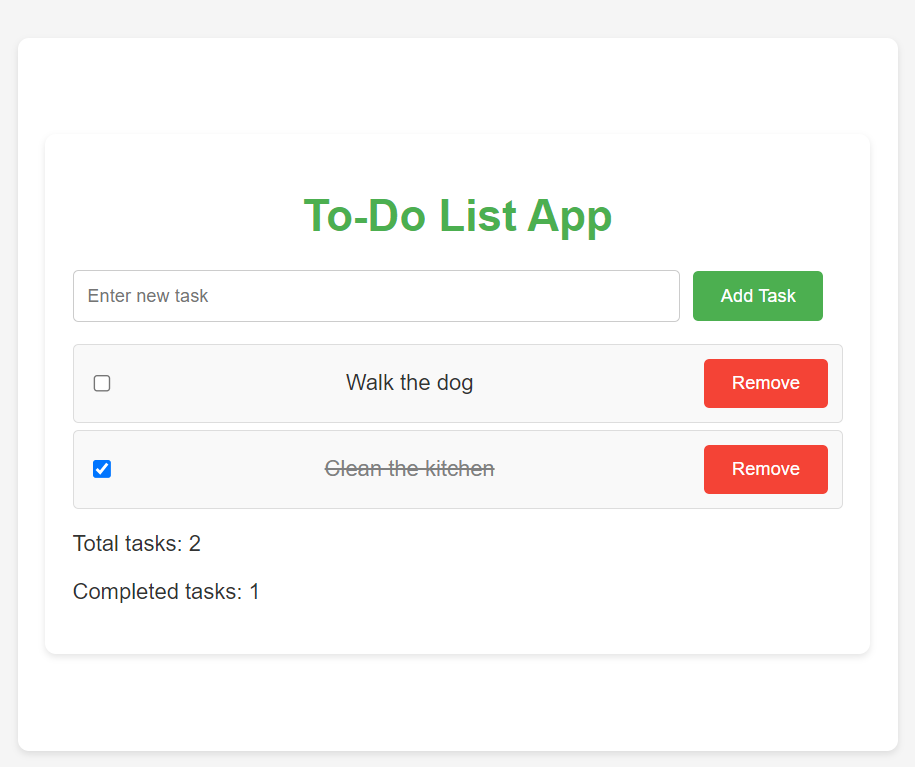 To-Do List App
Enter new task
Add Task
Walk the dog
Remove
Clean the kitchen
Remove
Total tasks: 2
Completed tasks: 1